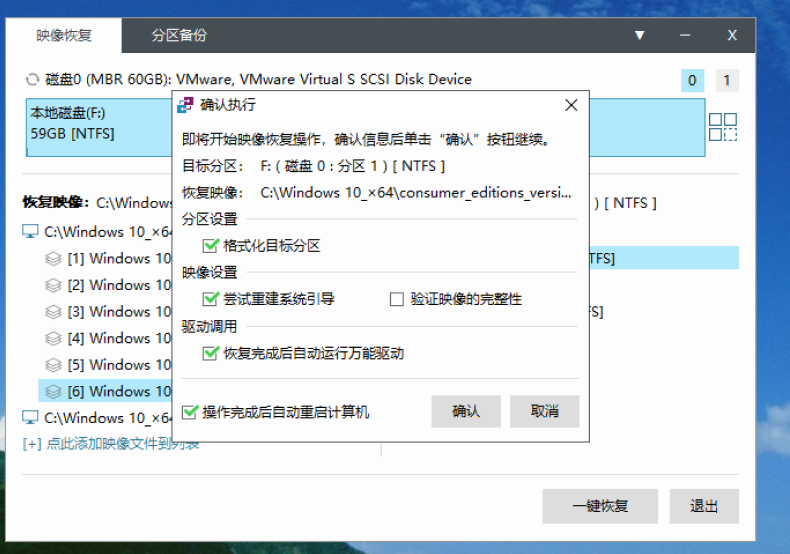 映像恢复 分区备份 ▼ — X
磁盘0 (MBR 60GB): VMware, VMware Virtual S SCSI Disk Device 0 1
本地磁盘(F:)
59GB [NTFS]
确认执行
即将开始映像恢复操作，确认信息后单击“确认”按钮继续。
目标分区： F: ( 磁盘 0 : 分区 1 ) [ NTFS ]
恢复映像： C:\Windows 10_×64\consumer_editions_versi...
分区设置
格式化目标分区
映像设置
尝试重建系统引导 验证映像的完整性
驱动调用
恢复完成后自动运行万能驱动
操作完成后自动重启计算机 确认 取消
恢复映像：C:\Windows ) [ NTFS ]
C:\Windows 10_×64
[1] Windows 10 TFS]
[2] Windows 10
[3] Windows 10 FS]
[4] Windows 10
[5] Windows 10
[6] Windows 10
C:\Windows 10_×64
[+] 点此添加映像文件到列表
一键恢复 退出